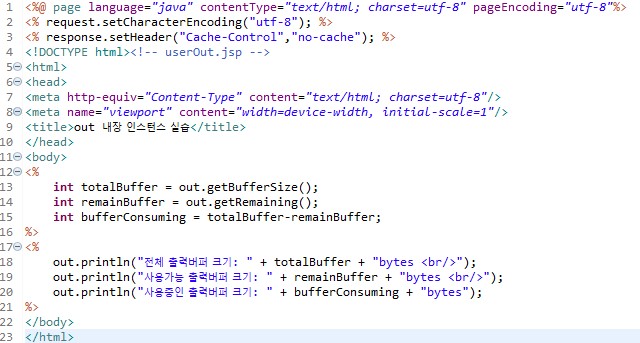 1 <%@ page language="java" contentType="text/html; charset=utf-8" pageEncoding="utf-8"%>
2 <% request.setCharacterEncoding("utf-8"); %>
3 <% response.setHeader("Cache-Control","no-cache"); %>
4 <!DOCTYPE html><!-- userOut.jsp -->
5 <html>
6 <head>
7 <meta http-equiv="Content-Type" content="text/html; charset=utf-8"/>
8 <meta name="viewport" content="width=device-width, initial-scale=1"/>
9 <title>out 내장 인스턴스 실습</title>
10 </head>
11 <body>
12 <%
13     int totalBuffer = out.getBufferSize();
14     int remainBuffer = out.getRemaining();
15     int bufferConsuming = totalBuffer-remainBuffer;
16 %>
17 <%
18     out.println("전체 출력버퍼 크기: " + totalBuffer + "bytes <br/>");
19     out.println("사용가능 출력버퍼 크기: " + remainBuffer + "bytes <br/>");
20     out.println("사용중인 출력버퍼 크기: " + bufferConsuming + "bytes");
21 %>
22 </body>
23 </html>